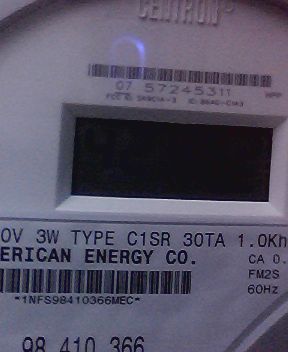 CENTRON®
07 57245311
0V 3W TYPE C1SR 30TA 1.0Kh
ERICAN ENERGY CO.
CA 0.
FM2S
*1NFS98410366MEC*
60Hz
98 410 366